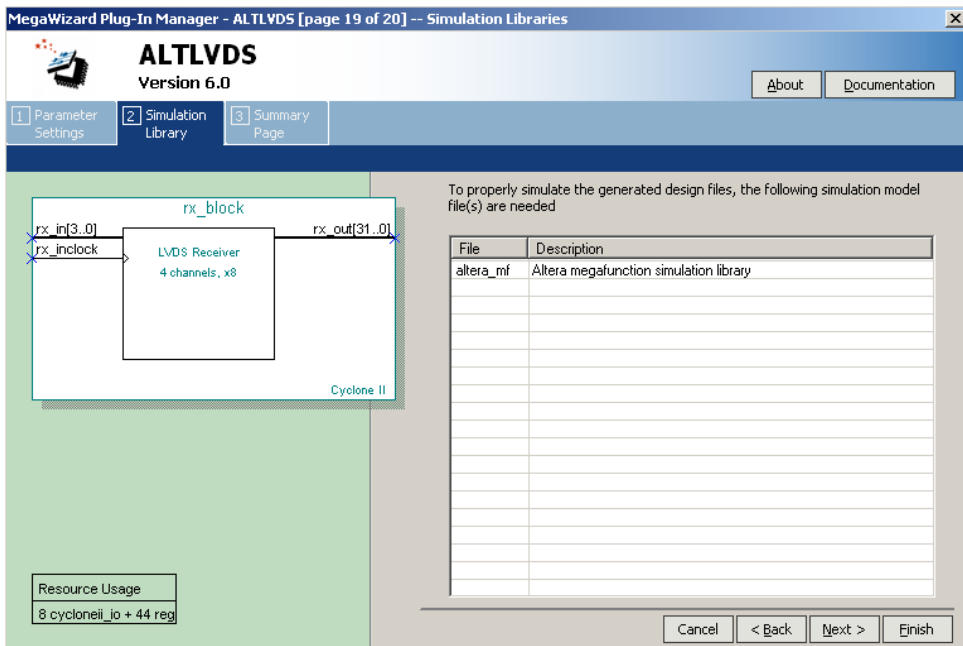 MegaWizard Plug-In Manager - ALTLVDS [page 19 of 20] -- Simulation Libraries
ALTLVDS
Version 6.0
About
Documentation
1 Parameter Settings
2 Simulation Library
3 Summary Page
To properly simulate the generated design files, the following simulation model
file(s) are needed
rx_block
rx_in[3..0]
rx_out[31..0]
rx_inclock
LVDS Receiver
4 channels, x8
Cyclone II
File Description
altera_mf Altera megafunction simulation library
Resource Usage
8 cycloneii_io + 44 reg
Cancel
< Back
Next >
Finish